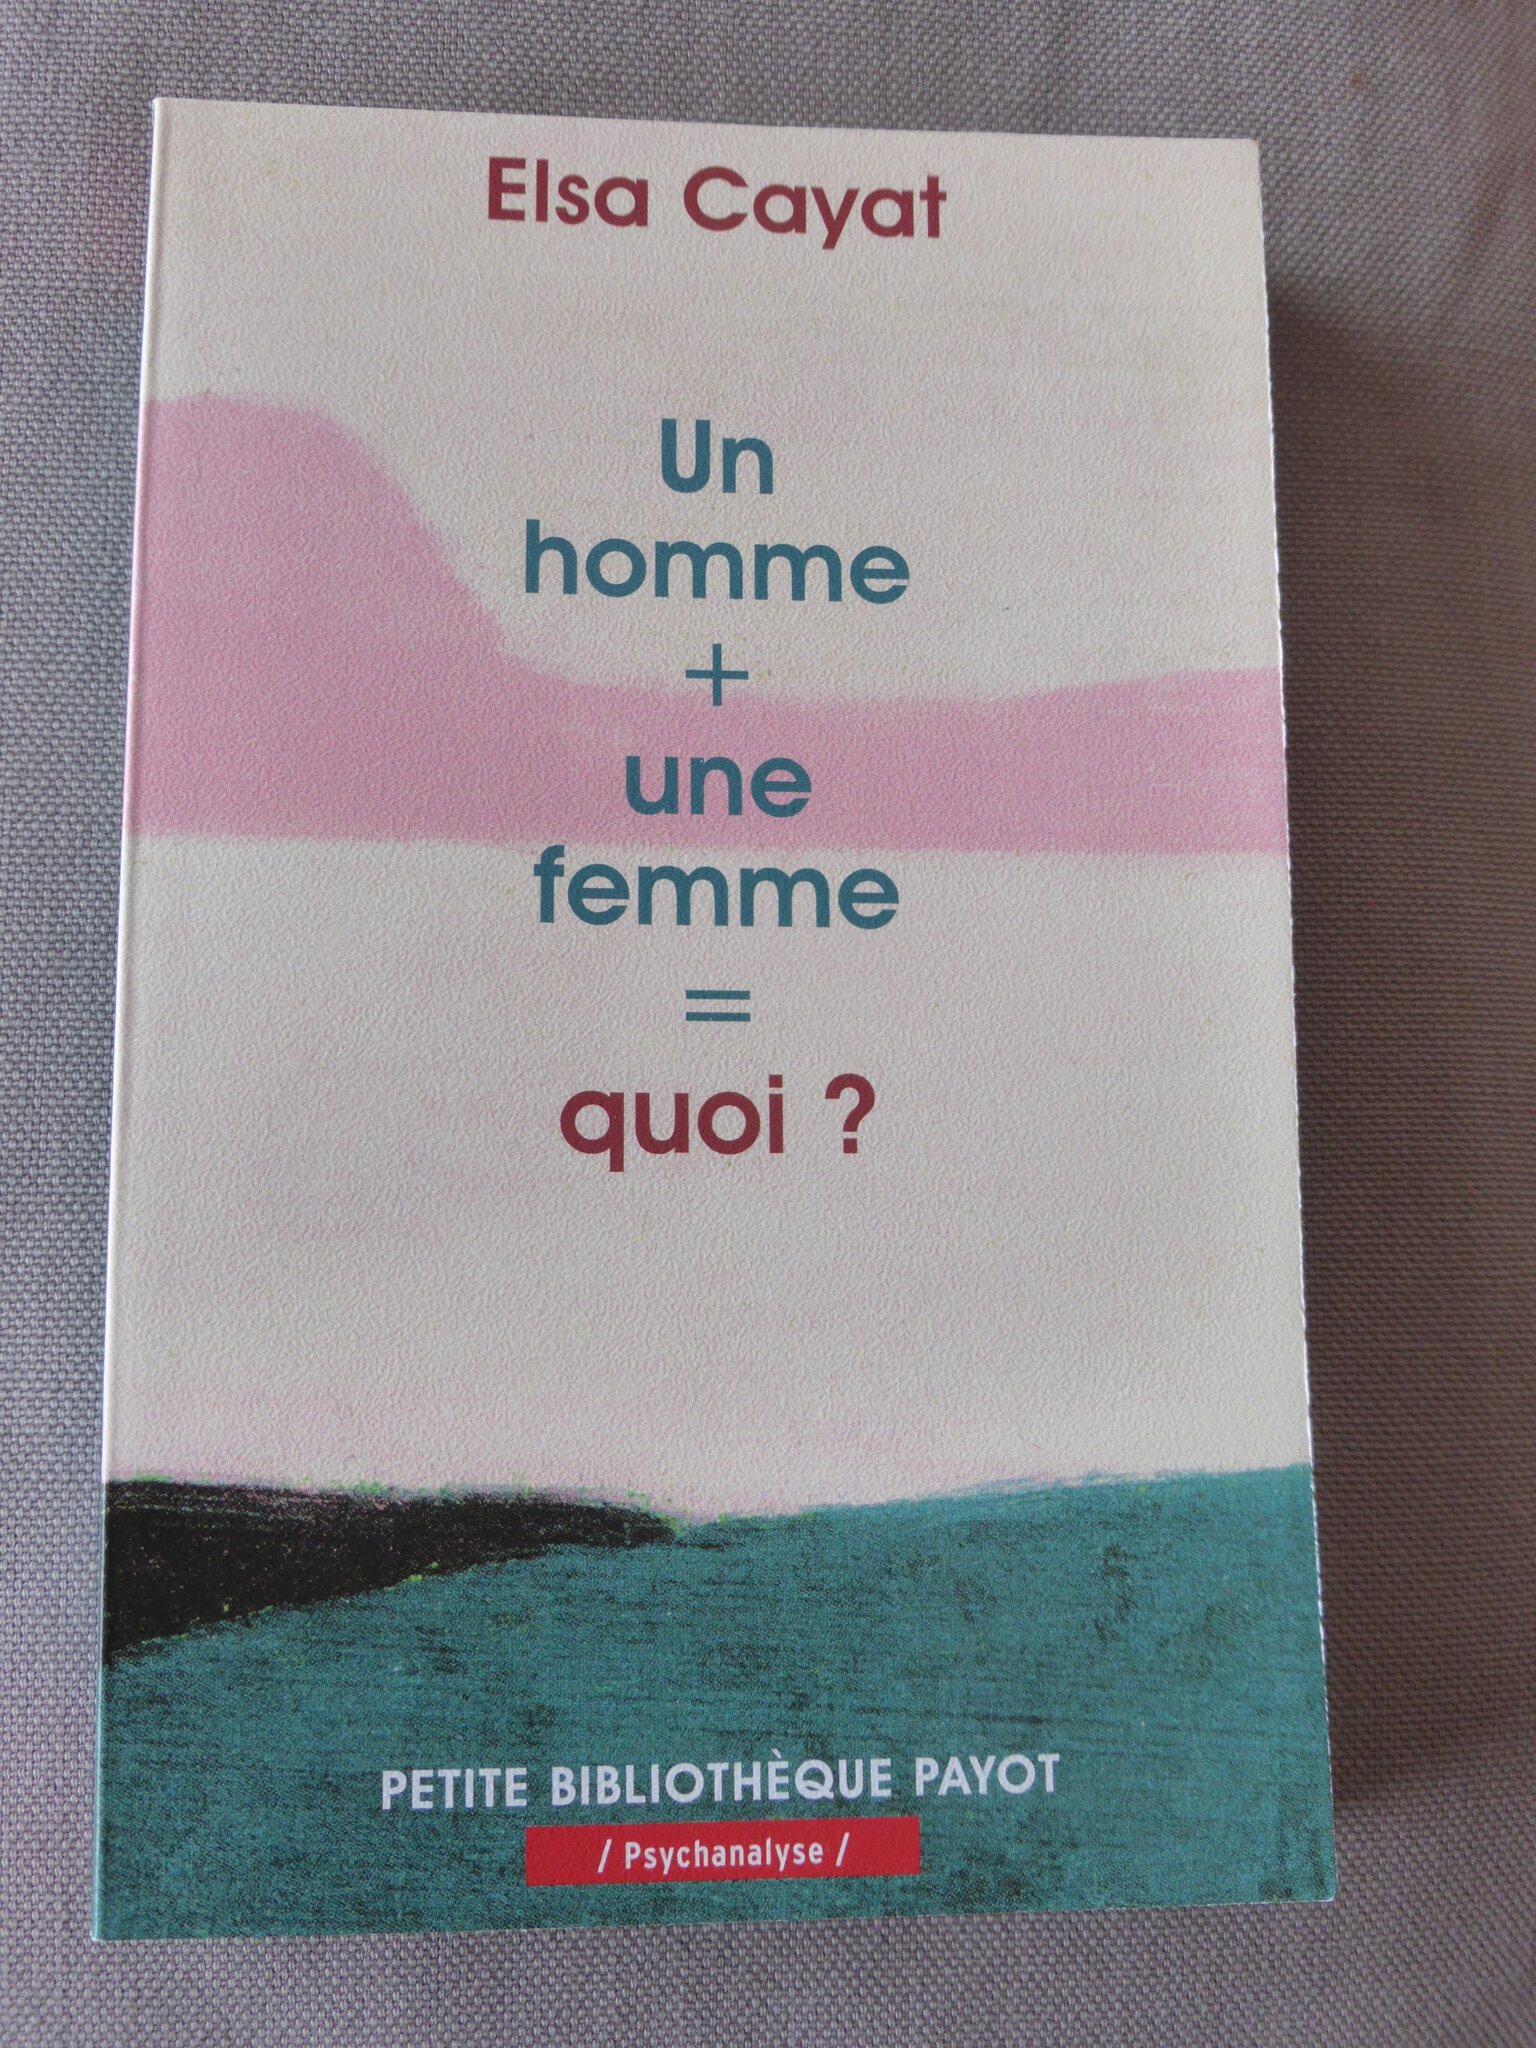 Elsa Cayat
Un
homme
+
une
femme
=
quoi ?
PETITE BIBLIOTHÈQUE PAYOT
/ Psychanalyse /